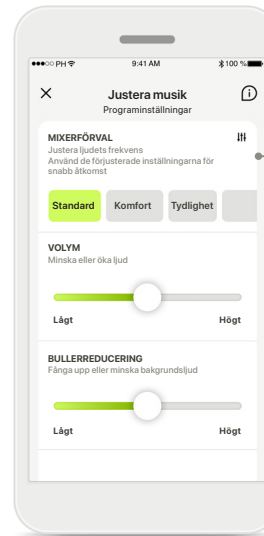 PH 9:41 AM 100 %
Justera musik
Programinställningar
MIXERFÖRVAL
Justera ljudets frekvens
Använd de förjusterade inställningarna för
snabb åtkomst
Standard Komfort Tydlighet
VOLYM
Minska eller öka ljud
Lågt Högt
BULLERREDUCERING
Fånga upp eller minska bakgrundsljud
Lågt Högt